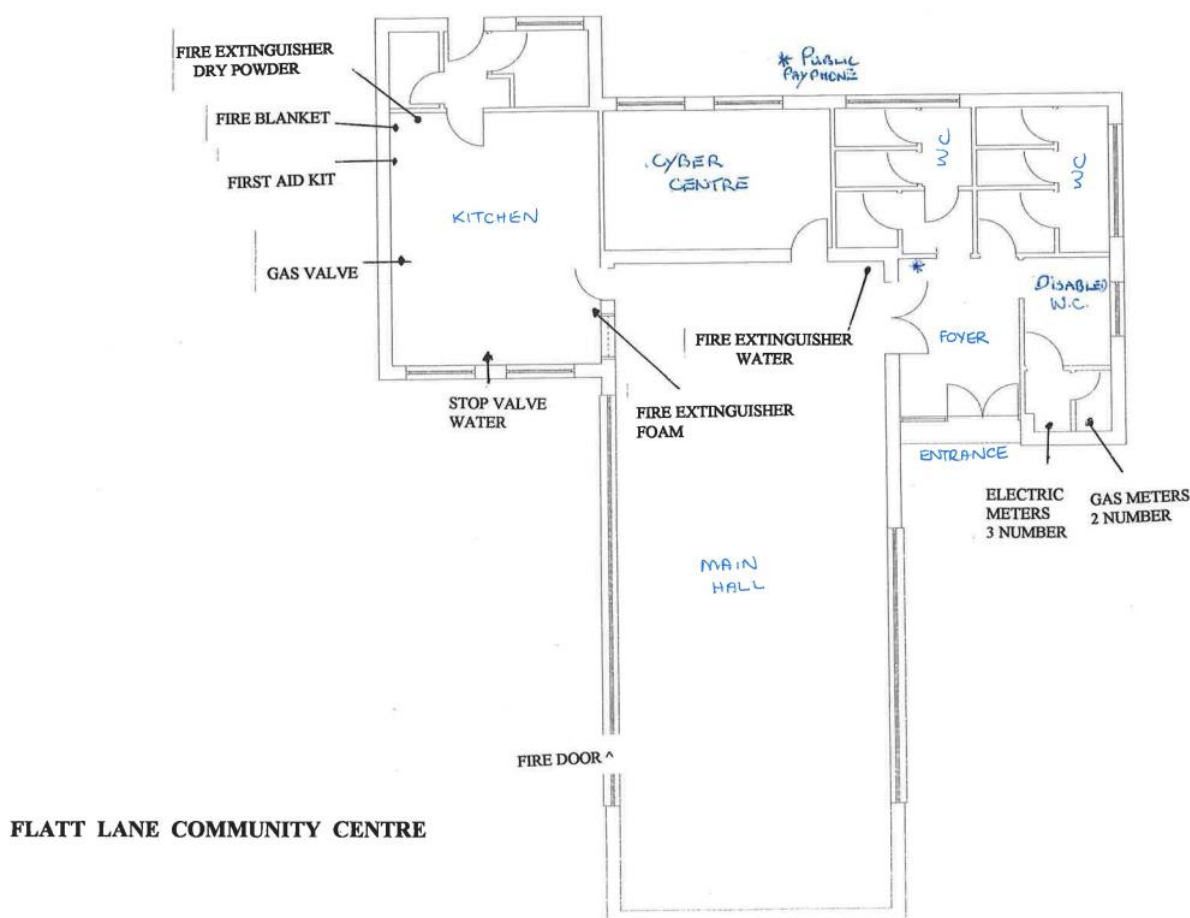 * PUBLIC
PAYPHONE
FIRE EXTINGUISHER
DRY POWDER
FIRE BLANKET
FIRST AID KIT
GAS VALVE
KITCHEN
CYBER
CENTRE
WC
WC
*
DISABLED
W.C.
FOYER
FIRE EXTINGUISHER
WATER
STOP VALVE
WATER
FIRE EXTINGUISHER
FOAM
ENTRANCE
ELECTRIC
METERS
3 NUMBER
GAS METERS
2 NUMBER
MAIN
HALL
FIRE DOOR ^
FLATT LANE COMMUNITY CENTRE